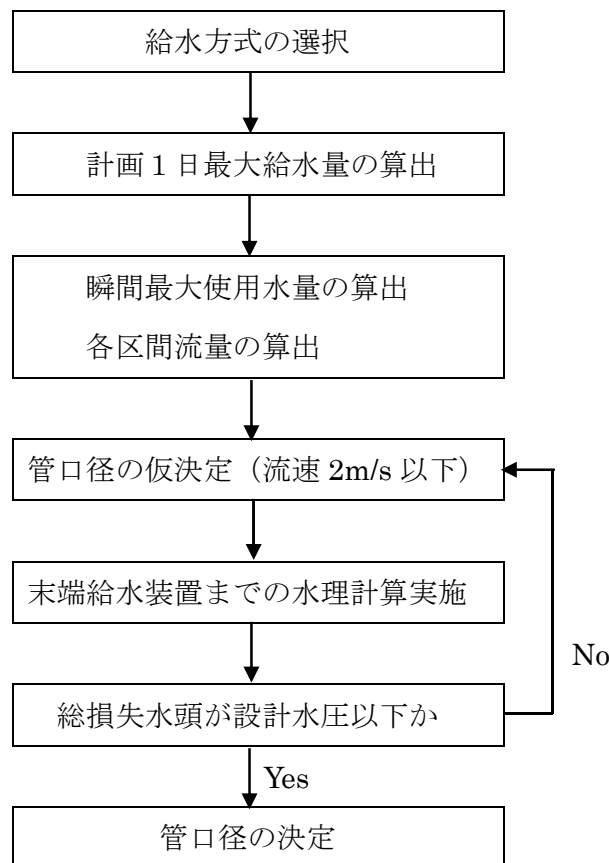 給水方式の選択
計画１日最大給水量の算出
瞬間最大使用水量の算出
各区間流量の算出
管口径の仮決定（流速 2m/s 以下）
末端給水装置までの水理計算実施
No
総損失水頭が設計水圧以下か
Yes
管口径の決定